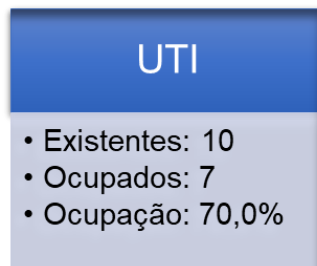 UTI
• Existentes: 10
• Ocupados: 7
• Ocupação: 70,0%